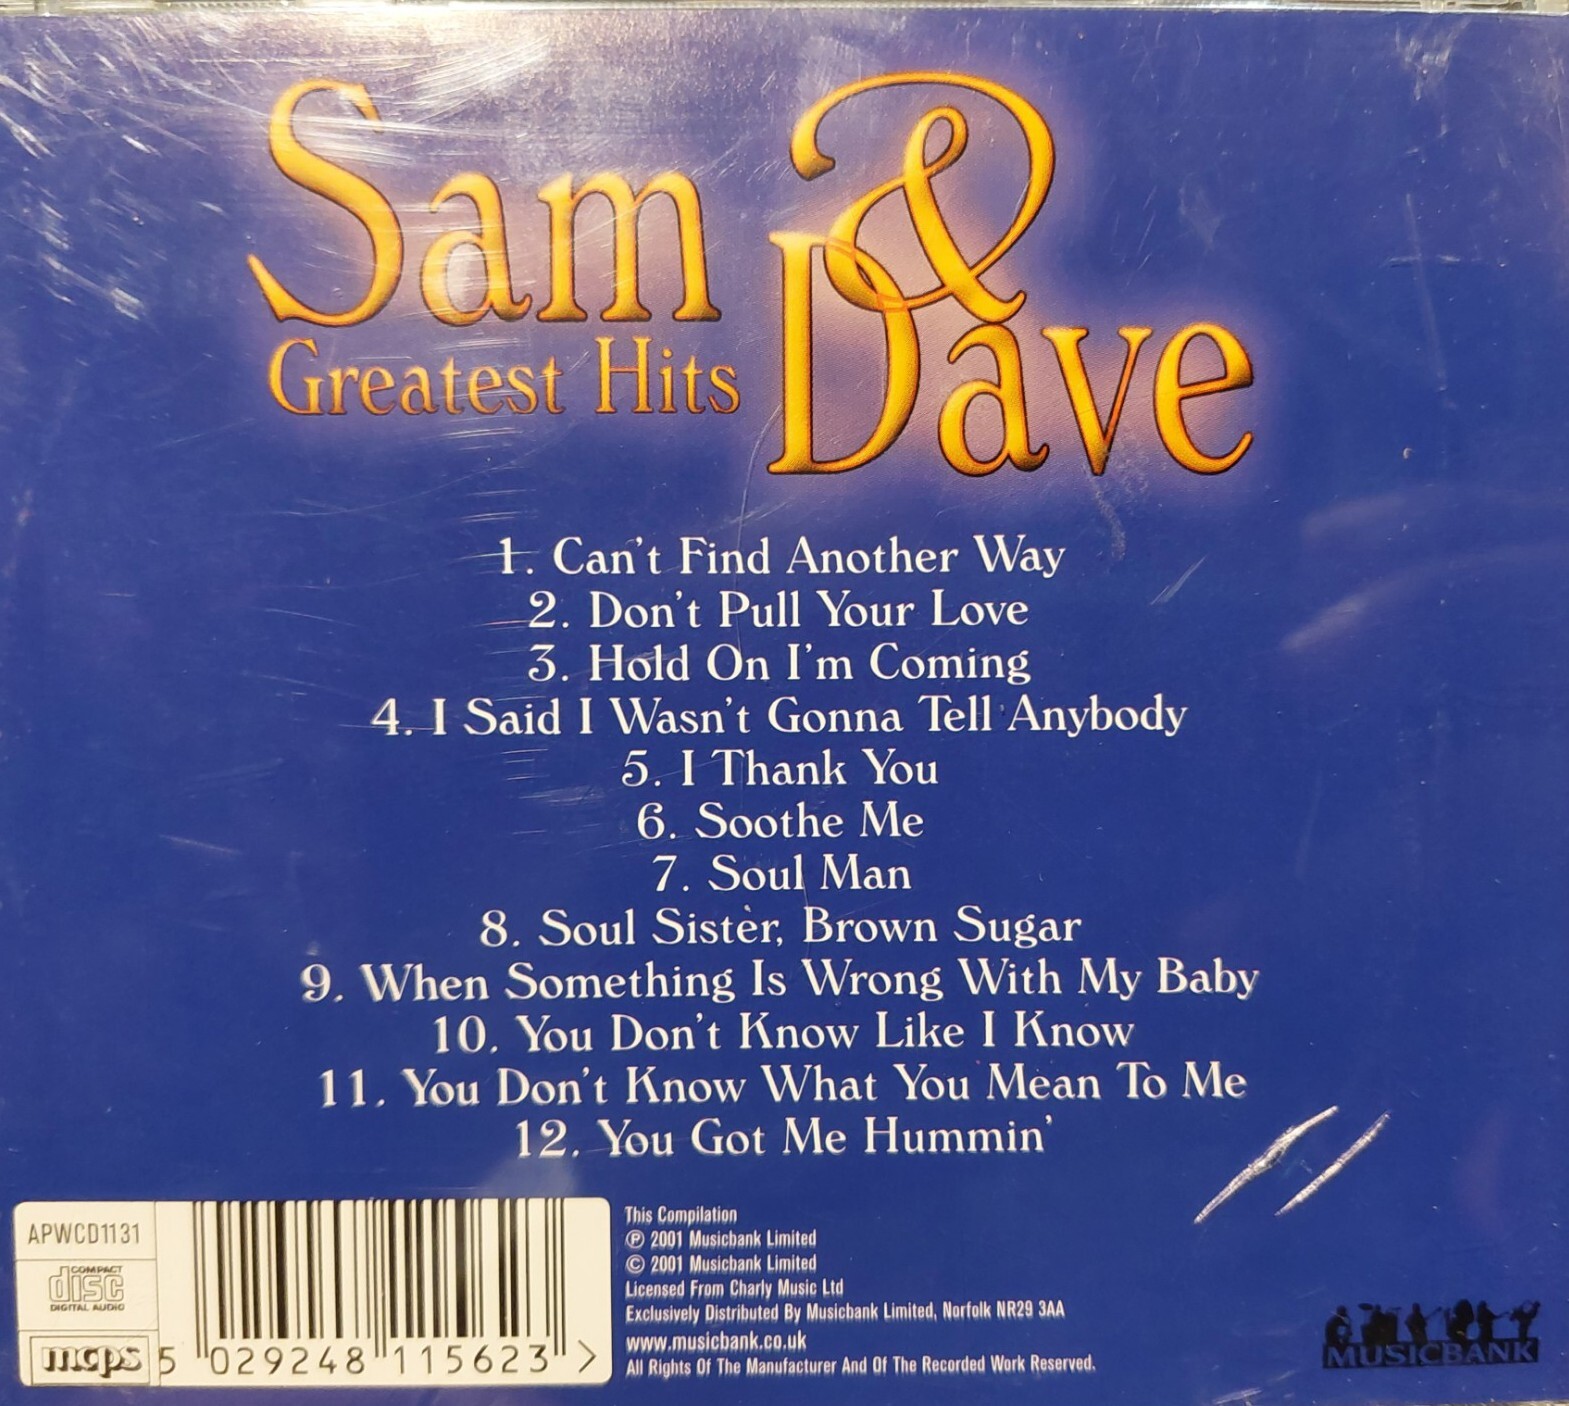 Sam &
Dave
Greatest Hits
1. Can't Find Another Way
2. Don't Pull Your Love
3. Hold On I'm Coming
4. I Said I Wasn't Gonna Tell Anybody
5. I Thank You
6. Soothe Me
7. Soul Man
8. Soul Sister, Brown Sugar
9. When Something Is Wrong With My Baby
10. You Don't Know Like I Know
11. You Don't Know What You Mean To Me
12. You Got Me Hummin'
APWCD1131
COMPACT
disc
DIGITAL AUDIO
mcps
5 029248 115623 >
This Compilation
℗ 2001 Musicbank Limited
© 2001 Musicbank Limited
Licensed From Charly Music Ltd
Exclusively Distributed By Musicbank Limited, Norfolk NR29 3AA
www.musicbank.co.uk
All Rights Of The Manufacturer And Of The Recorded Work Reserved.
MUSICBANK